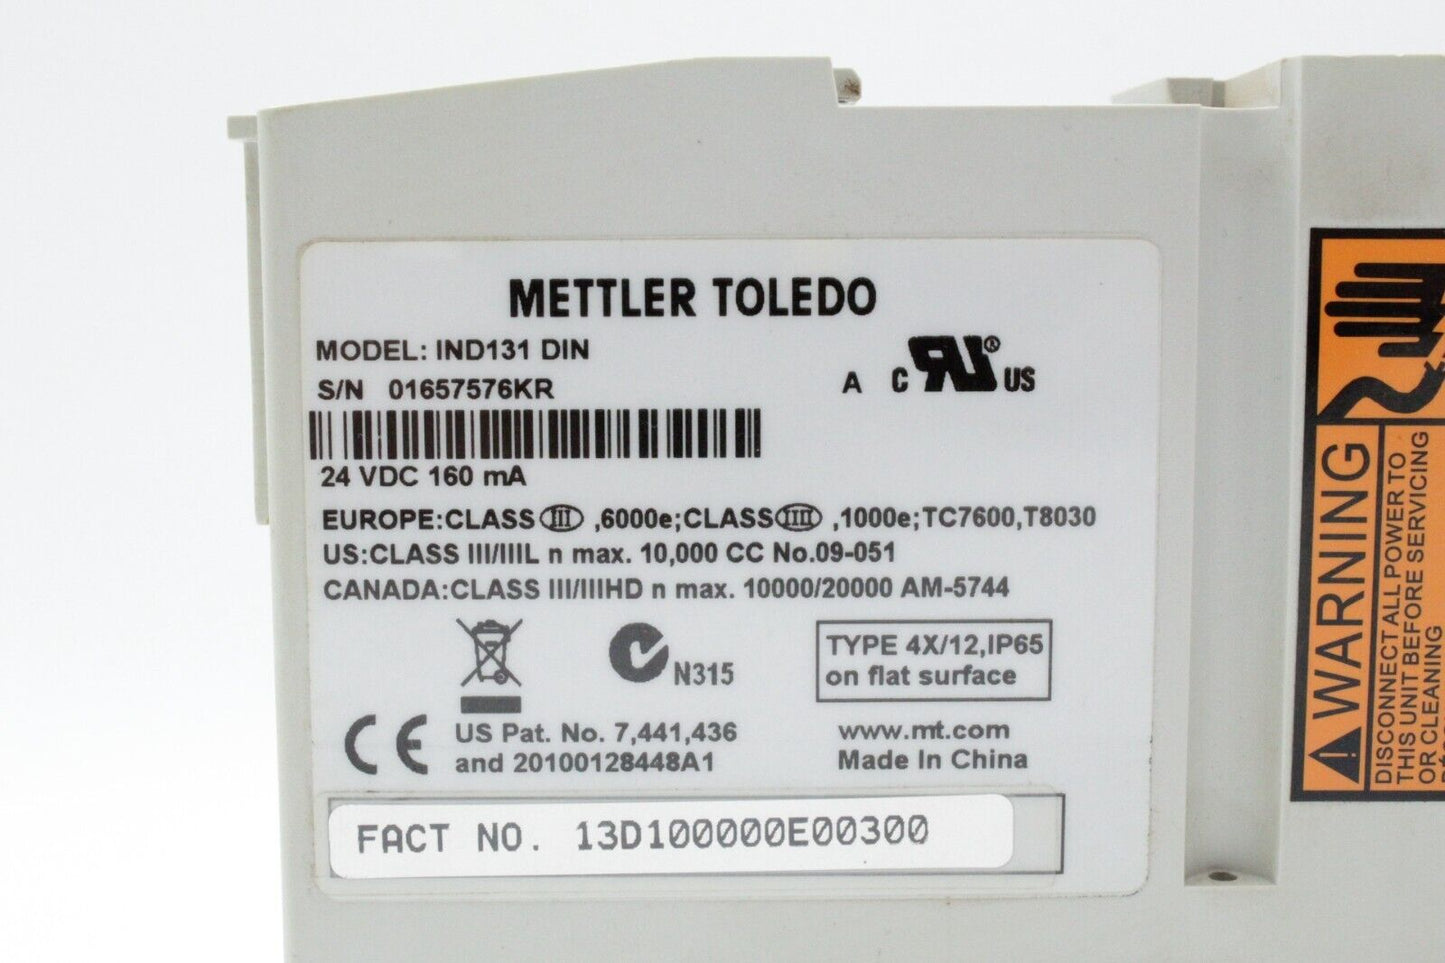 METTLER TOLEDO
MODEL: IND131 DIN
S/N 01657576KR
A C UR® US
24 VDC 160 mA
EUROPE:CLASS III ,6000e;CLASS IIII ,1000e;TC7600,T8030
US:CLASS III/IIIL n max. 10,000 CC No.09-051
CANADA:CLASS III/IIIHD n max. 10000/20000 AM-5744
N315
TYPE 4X/12,IP65
on flat surface
CE
US Pat. No. 7,441,436
and 20100128448A1
www.mt.com
Made In China
FACT NO. 13D100000E00300
WARNING
DISCONNECT ALL POWER TO
THIS UNIT BEFORE SERVICING
OR CLEANING